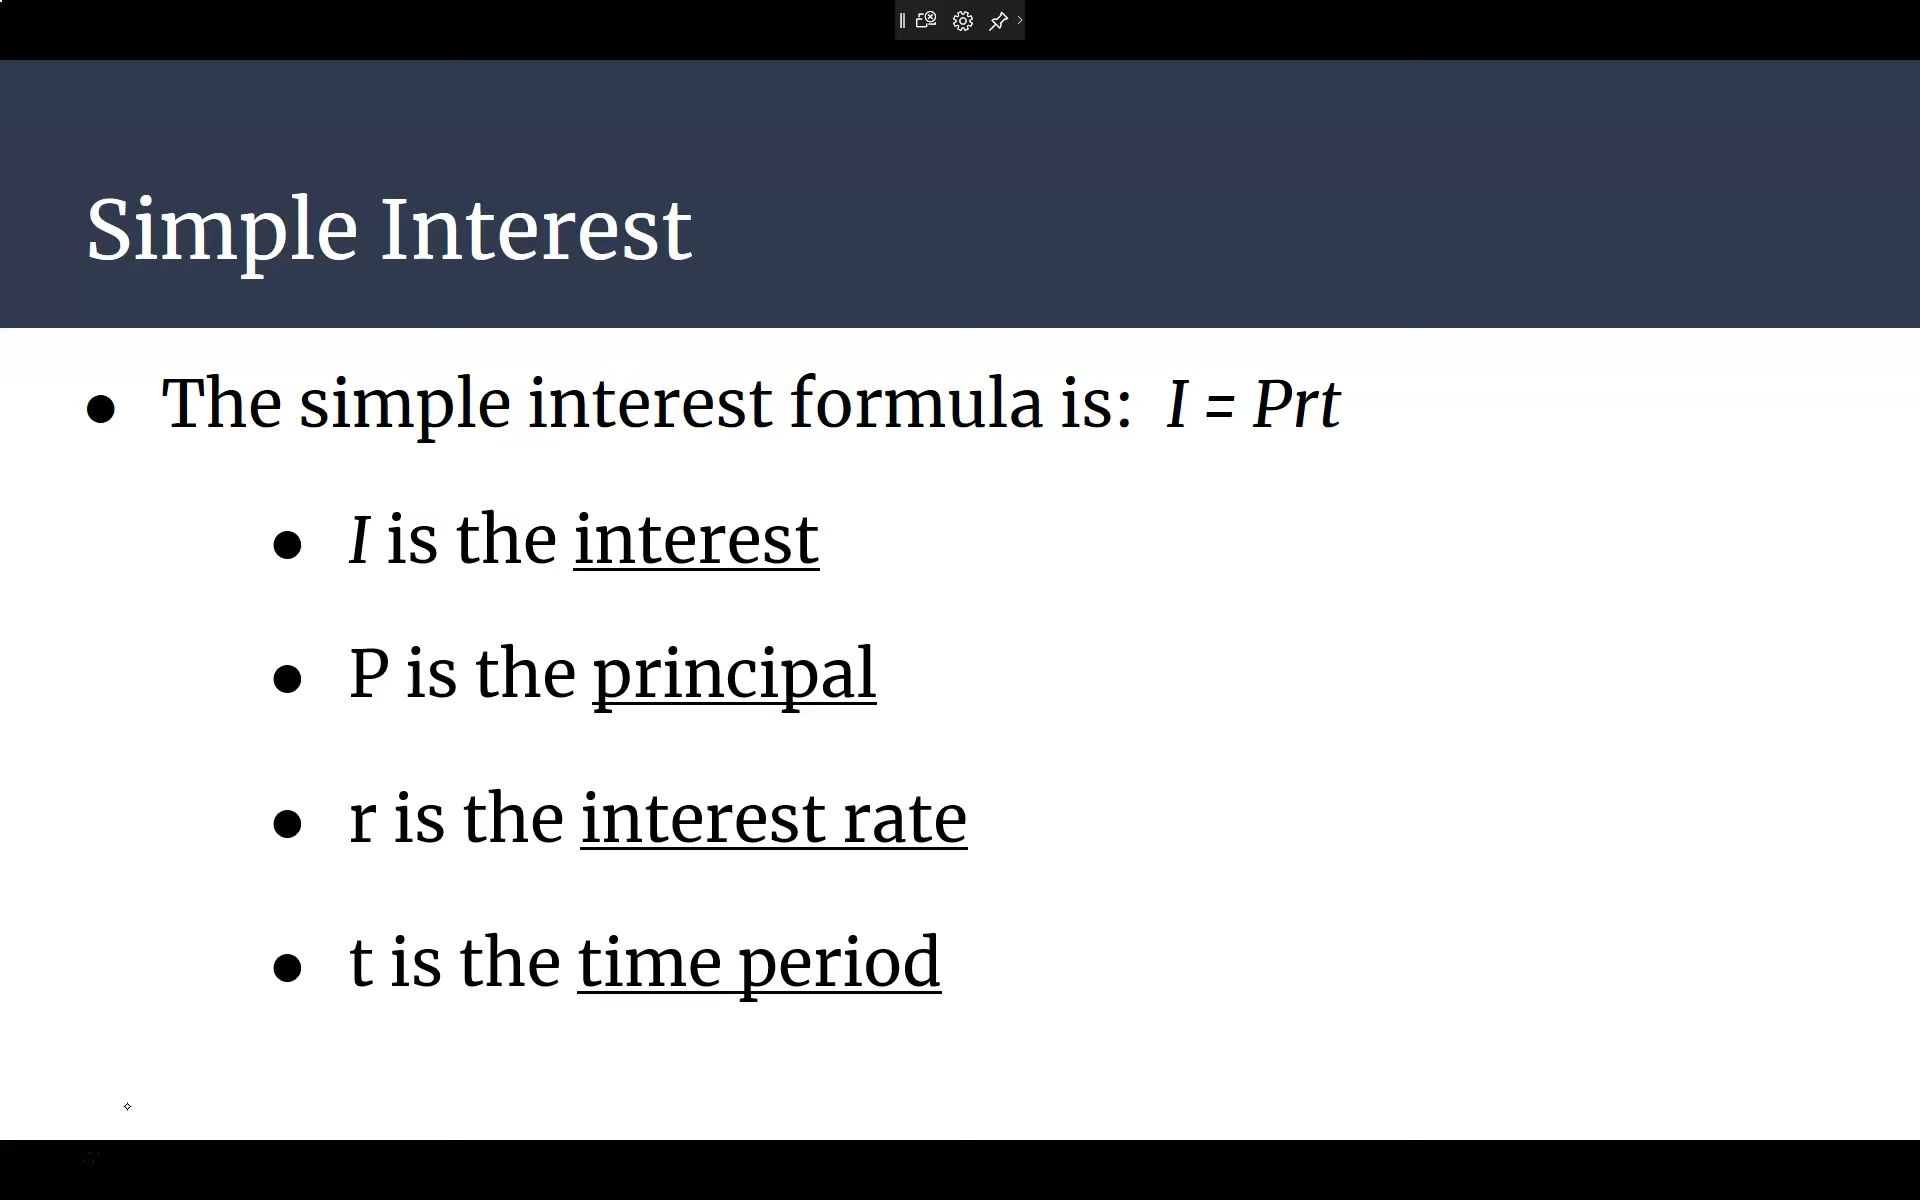 Simple Interest
● The simple interest formula is: I = Prt
● I is the interest
● P is the principal
● r is the interest rate
● t is the time period